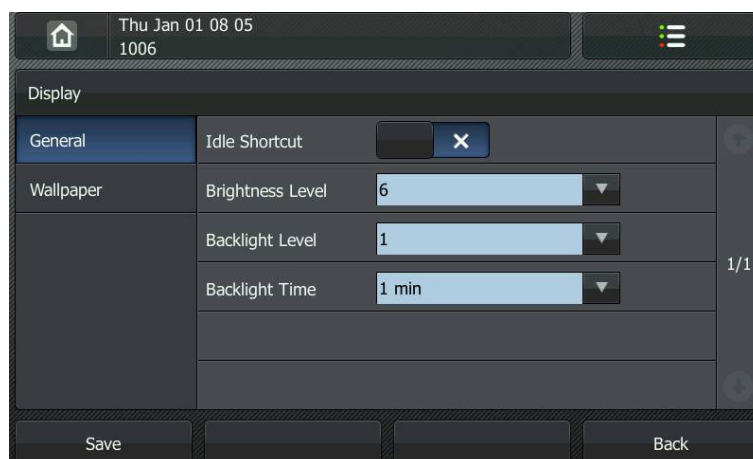 Thu Jan 01 08 05
1006
Display
General
Idle Shortcut
Wallpaper
Brightness Level
6
Backlight Level
1
1/1
Backlight Time
1 min
Save
Back